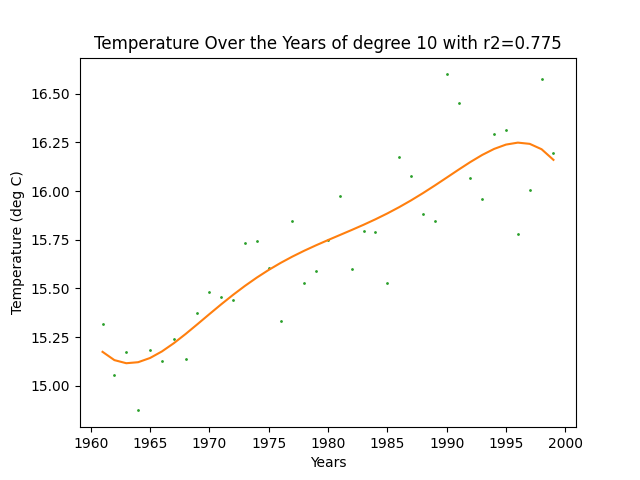 Temperature Over the Years of degree 10 with r2=0.775
16.50
16.25
16.00
15.75
15.50
15.25
15.00
Temperature (deg C)
1960 1965 1970 1975 1980 1985 1990 1995 2000
Years